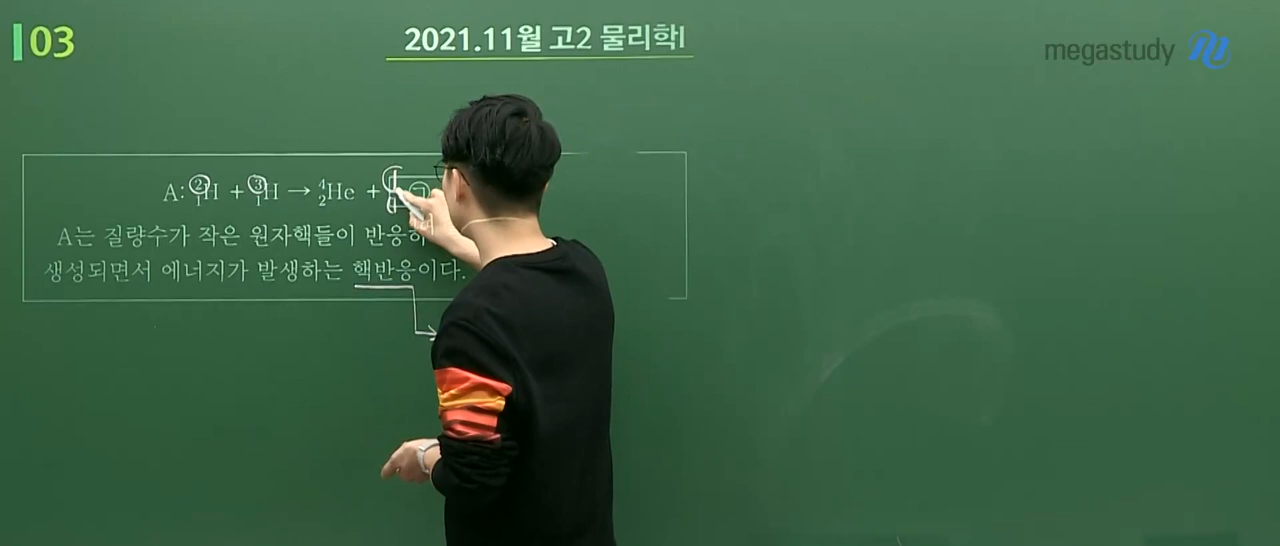 03
2021.11월 고2 물리학I
megastudy
A: ²₁H + ³₁H → ⁴₂He + ㉠
A는 질량수가 작은 원자핵들이 반응하
생성되면서 에너지가 발생하는 핵반응이다.